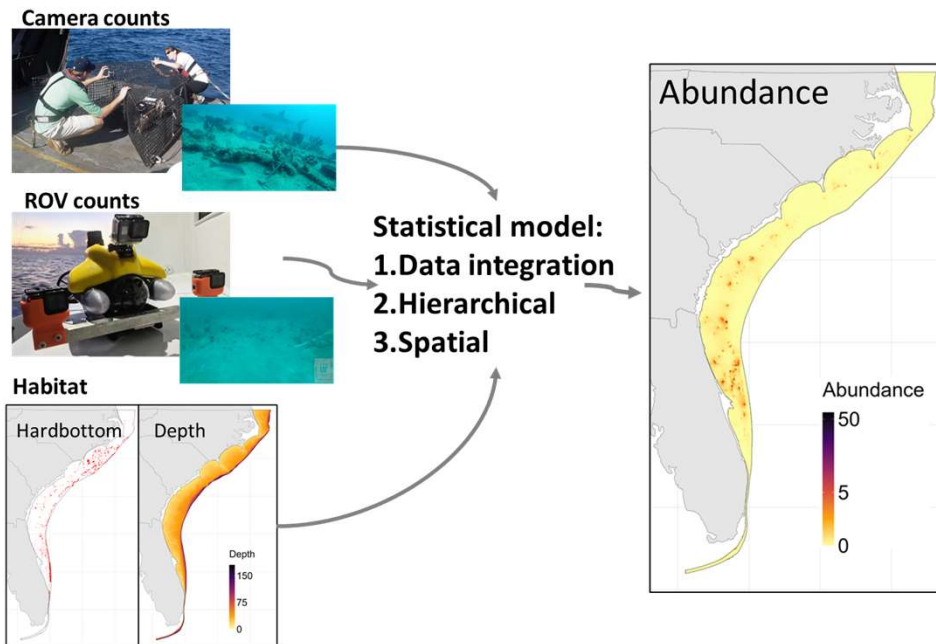 Camera counts
ROV counts
Statistical model:
1.Data integration
2.Hierarchical
3.Spatial
Habitat
Hardbottom
Depth
Depth
150
75
0
Abundance
Abundance
50
5
0